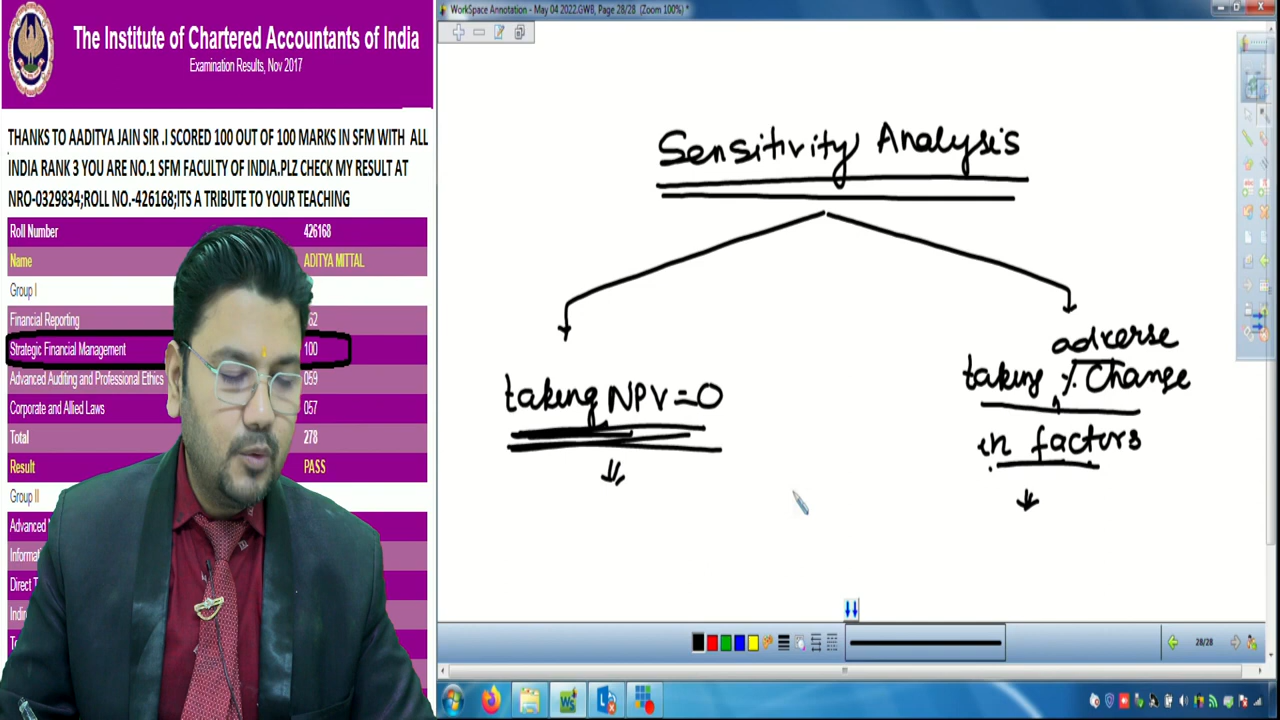 The Institute of Chartered Accountants of India
Examination Results, Nov 2017
THANKS TO AADITYA JAIN SIR .I SCORED 100 OUT OF 100 MARKS IN SFM WITH ALL
INDIA RANK 3 YOU ARE NO.1 SFM FACULTY OF INDIA.PLZ CHECK MY RESULT AT
NRO-0329834;ROLL NO.-426168;ITS A TRIBUTE TO YOUR TEACHING
Roll Number 426168
Name ADITYA MITTAL
Group I
Financial Reporting 62
Strategic Financial Management 100
Advanced Auditing and Professional Ethics 059
Corporate and Allied Laws 057
Total 278
Result PASS
Group II
Advanced
Direct
WorkSpace Annotation - May 04 2022.GWB, Page 28/28 (Zoom 100%) *
Sensitivity Analysis
taking NPV=0
adverse
taking % Change
in factors
28/28